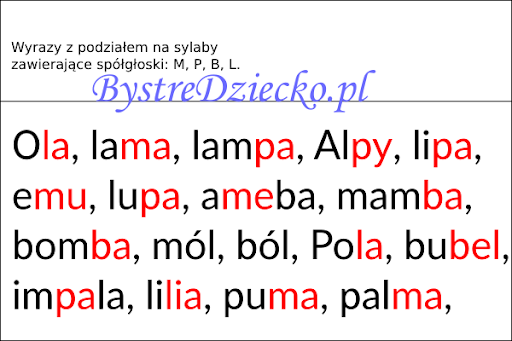 Wyrazy z podziałem na sylaby
zawierające spółgłoski: M, P, B, L.
BystreDziecko.pl
Ola, lama, lampa, Alpy, lipa,
emu, lupa, ameba, mamba,
bomba, mól, ból, Pola, bubel,
impala, lilia, puma, palma,